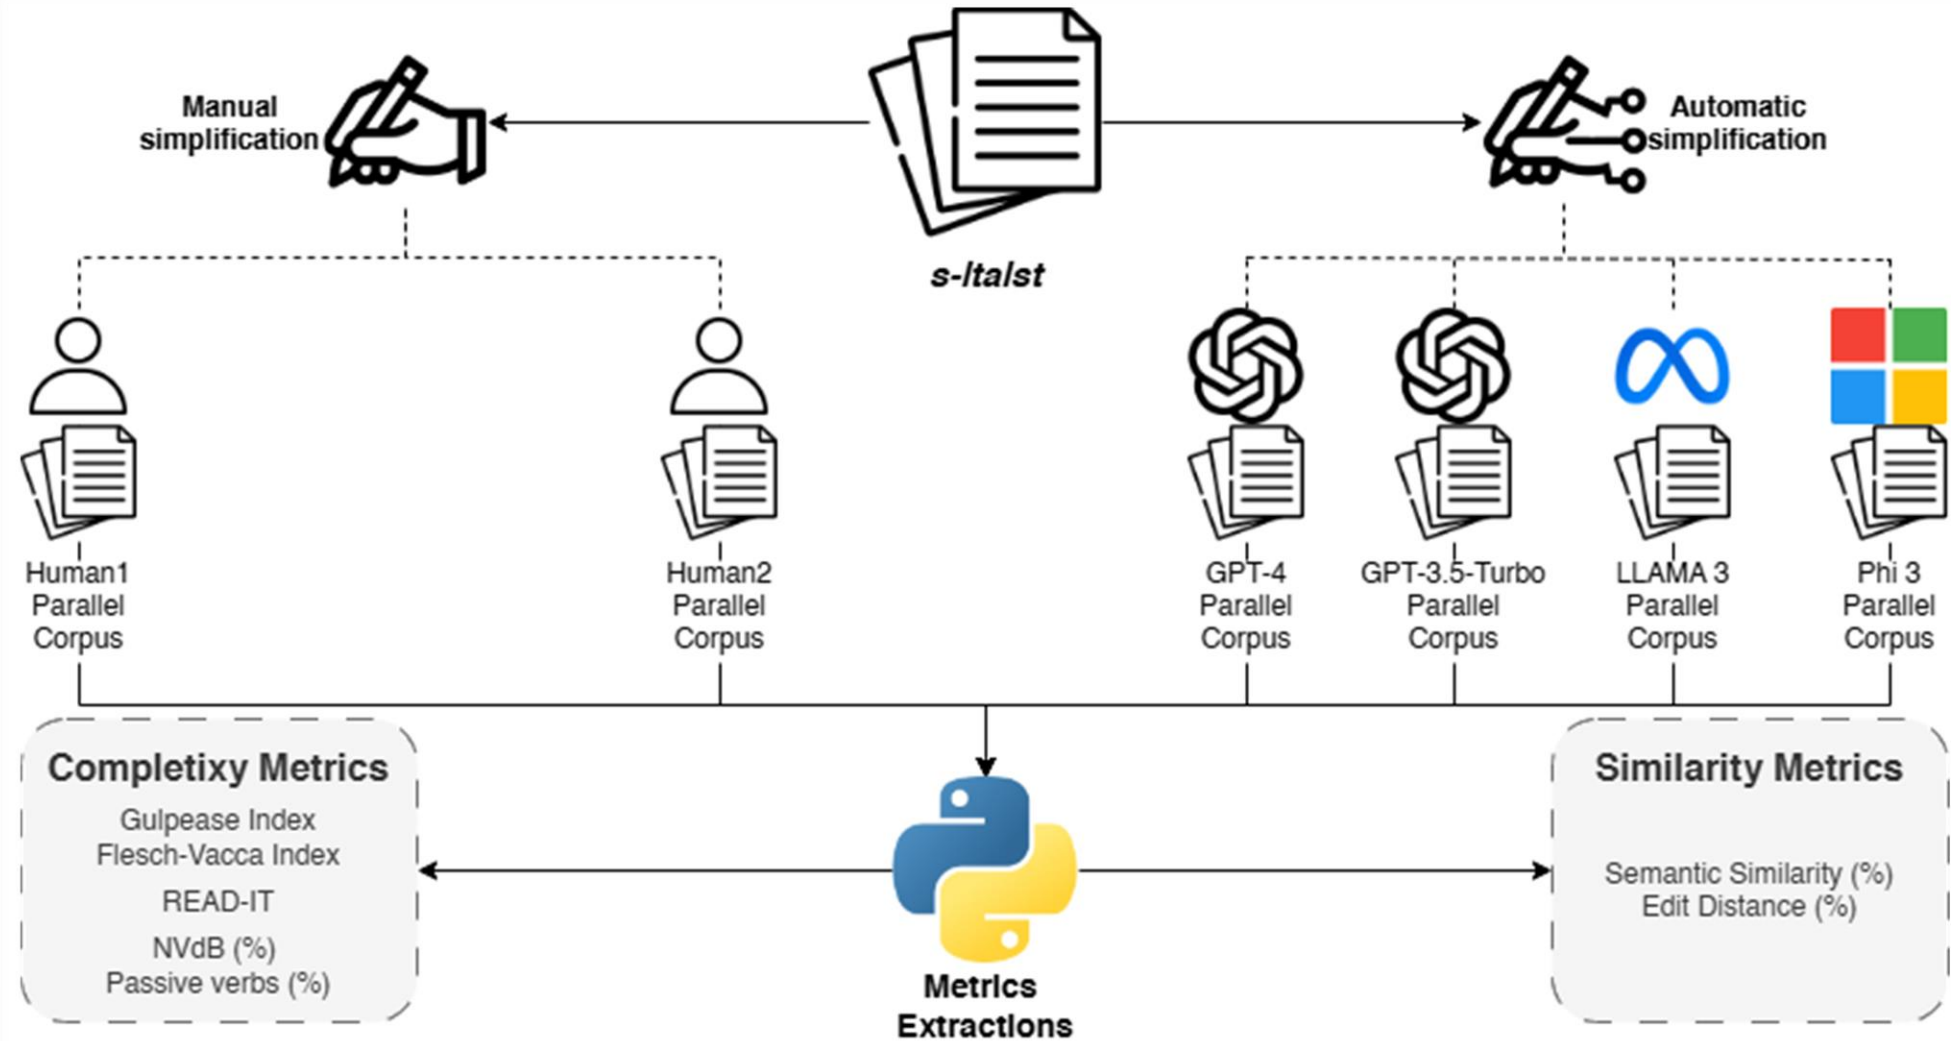 Manual
simplification
Automatic
simplification
s-ItaIst
Human1
Parallel
Corpus
Human2
Parallel
Corpus
GPT-4
Parallel
Corpus
GPT-3.5-Turbo
Parallel
Corpus
LLAMA 3
Parallel
Corpus
Phi 3
Parallel
Corpus
Completixy Metrics
Gulpease Index
Flesch-Vacca Index
READ-IT
NVdB (%)
Passive verbs (%)
Metrics
Extractions
Similarity Metrics
Semantic Similarity (%)
Edit Distance (%)